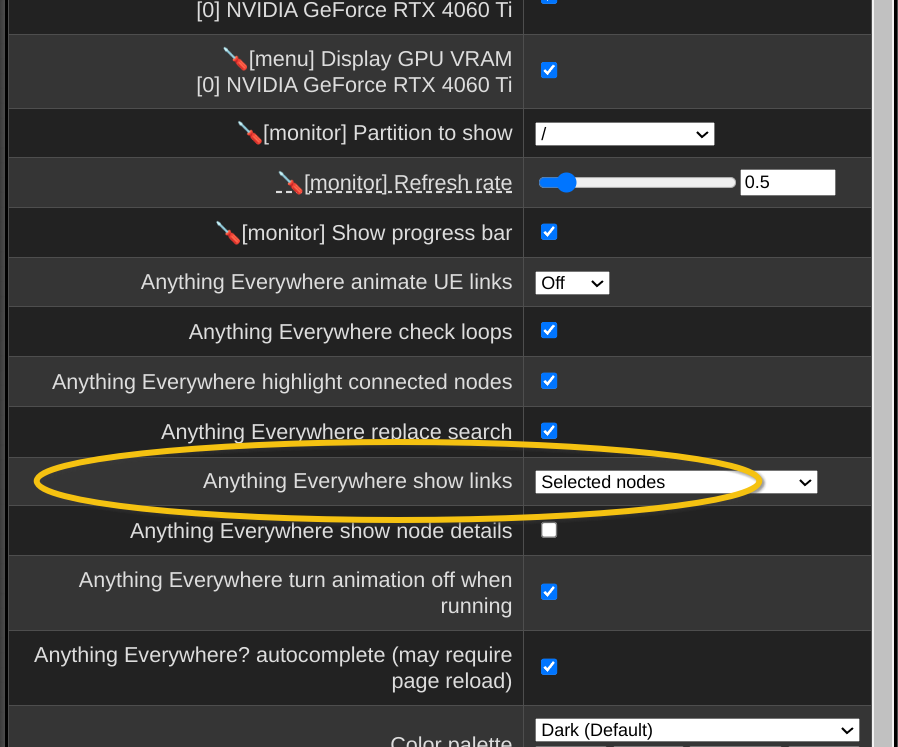 [0] NVIDIA GeForce RTX 4060 Ti
[menu] Display GPU VRAM
[0] NVIDIA GeForce RTX 4060 Ti
[monitor] Partition to show
/
[monitor] Refresh rate
0.5
[monitor] Show progress bar
Anything Everywhere animate UE links
Off
Anything Everywhere check loops
Anything Everywhere highlight connected nodes
Anything Everywhere replace search
Anything Everywhere show links
Selected nodes
Anything Everywhere show node details
Anything Everywhere turn animation off when
running
Anything Everywhere? autocomplete (may require
page reload)
Color palette
Dark (Default)